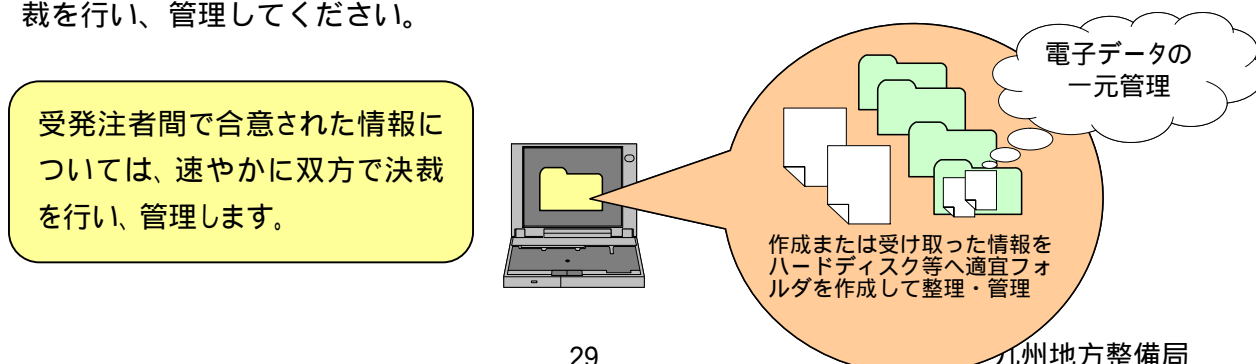 裁を行い、管理してください。
電子データの
一元管理
受発注者間で合意された情報に
ついては、速やかに双方で決裁
を行い、管理します。
作成または受け取った情報を
ハードディスク等へ適宜フォ
ルダを作成して整理・管理
29
九州地方整備局